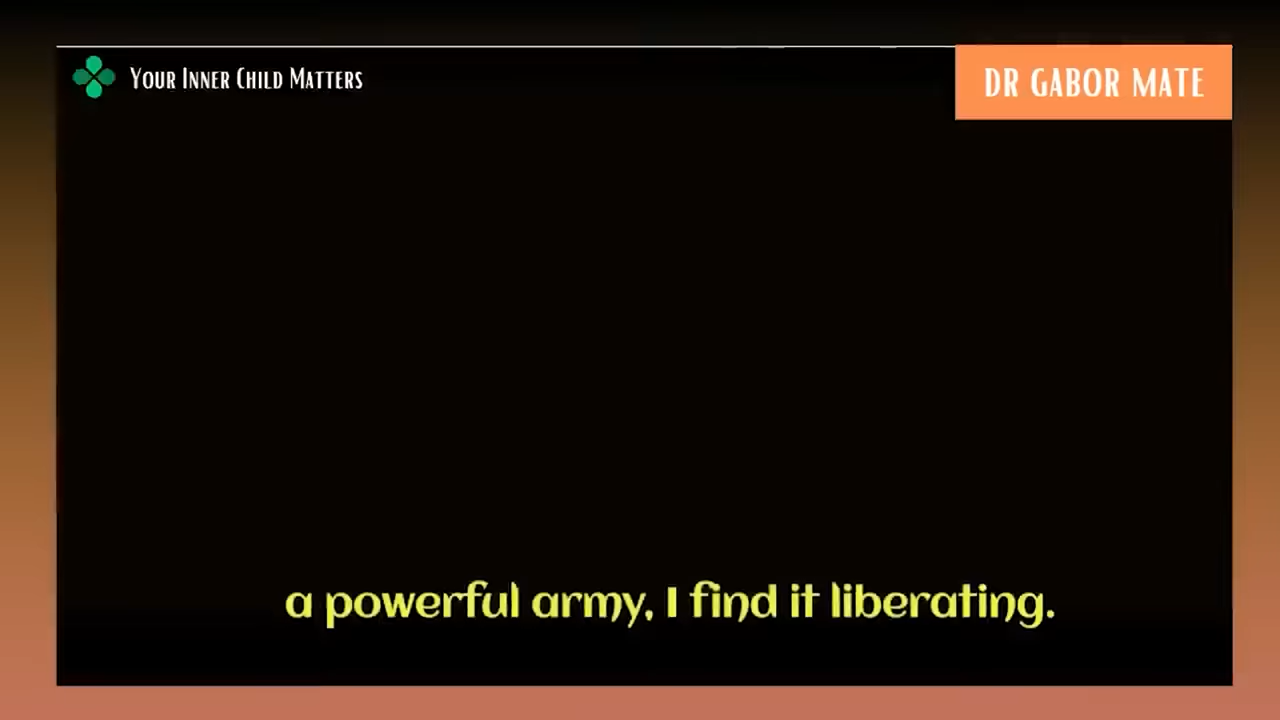 Your Inner Child Matters
DR GABOR MATE
a powerful army, I find it liberating.